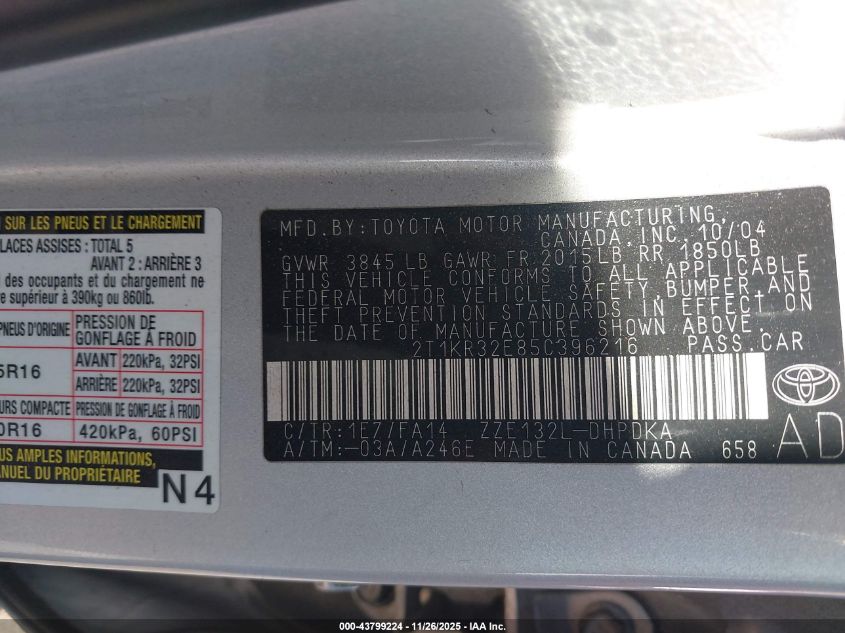 SUR LES PNEUS ET LE CHARGEMENT
PLACES ASSISES : TOTAL 5
AVANT 2 : ARRIÈRE 3
des occupants et du chargement ne
supérieur à 390kg ou 860lb.
PNEUS D'ORIGINE
PRESSION DE
GONFLAGE À FROID
5R16
AVANT 220kPa, 32PSI
ARRIÈRE 220kPa, 32PSI
COMPACTE PRESSION DE GONFLAGE À FROID
0R16 420kPa, 60PSI
US AMPLES INFORMATIONS,
MANUEL DU PROPRIÉTAIRE
N4
MFD. BY: TOYOTA MOTOR MANUFACTURING,
CANADA, INC. 10/04
GVWR 3845 LB GAWR FR 2015LB RR 1850LB
THIS VEHICLE CONFORMS TO ALL APPLICABLE
FEDERAL MOTOR VEHICLE SAFETY, BUMPER, AND
THEFT PREVENTION STANDARDS IN EFFECT ON
THE DATE OF MANUFACTURE SHOWN ABOVE.
2T1KR32E85C396216 PASS. CAR
C/TR: 1E7/FA14 ZZE132L-DHPDKA
A/TM: -03A/A246E MADE IN CANADA 658
AD
000-43799224 - 11/26/2025 - IAA Inc.